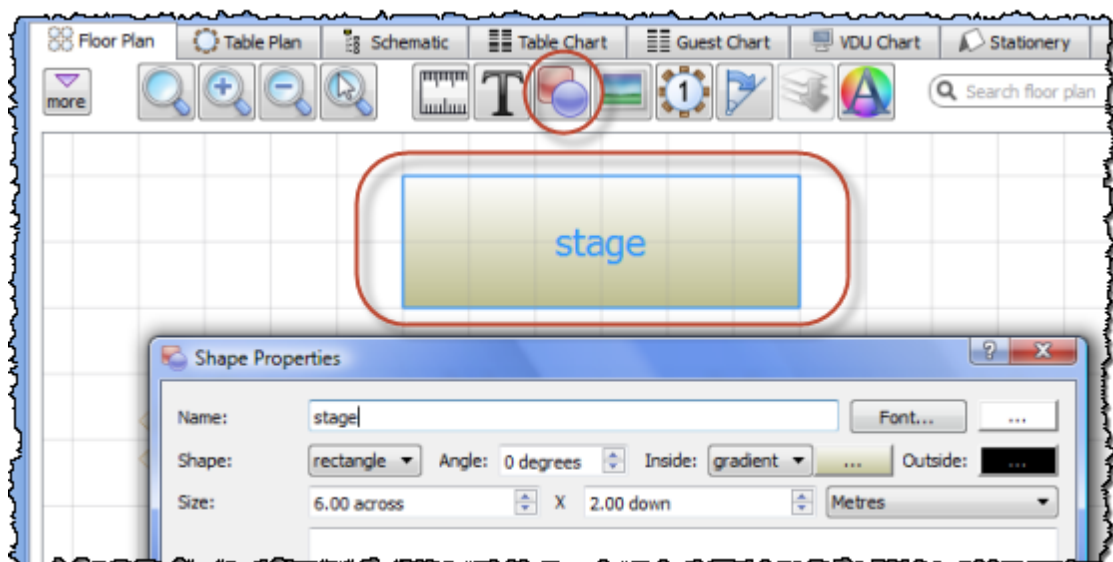 Floor Plan Table Plan Schematic Table Chart Guest Chart VDU Chart Stationery
more T 1 A Search floor plan
stage
Shape Properties ? X
Name: stage Font... ...
Shape: rectangle Angle: 0 degrees Inside: gradient ... Outside: ...
Size: 6.00 across X 2.00 down Metres